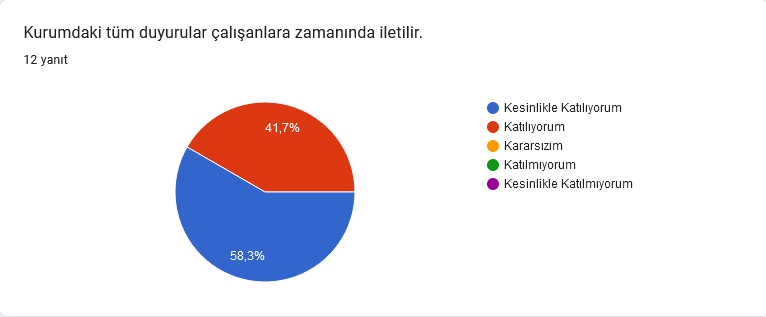 Kurumdaki tüm duyurular çalışanlara zamanında iletilir.
12 yanıt
41,7%
58,3%
Kesinlikle Katılıyorum
Katılıyorum
Kararsızım
Katılmıyorum
Kesinlikle Katılmıyorum